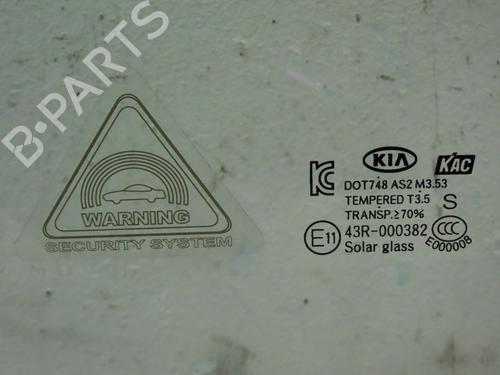 B-PARTS
WARNING
SECURITY SYSTEM
KIA
KAC
DOT748 AS2 M3.53
TEMPERED T3.5
S
TRANSP.≥70%
E11
43R-000382
CCC
E000008
Solar glass